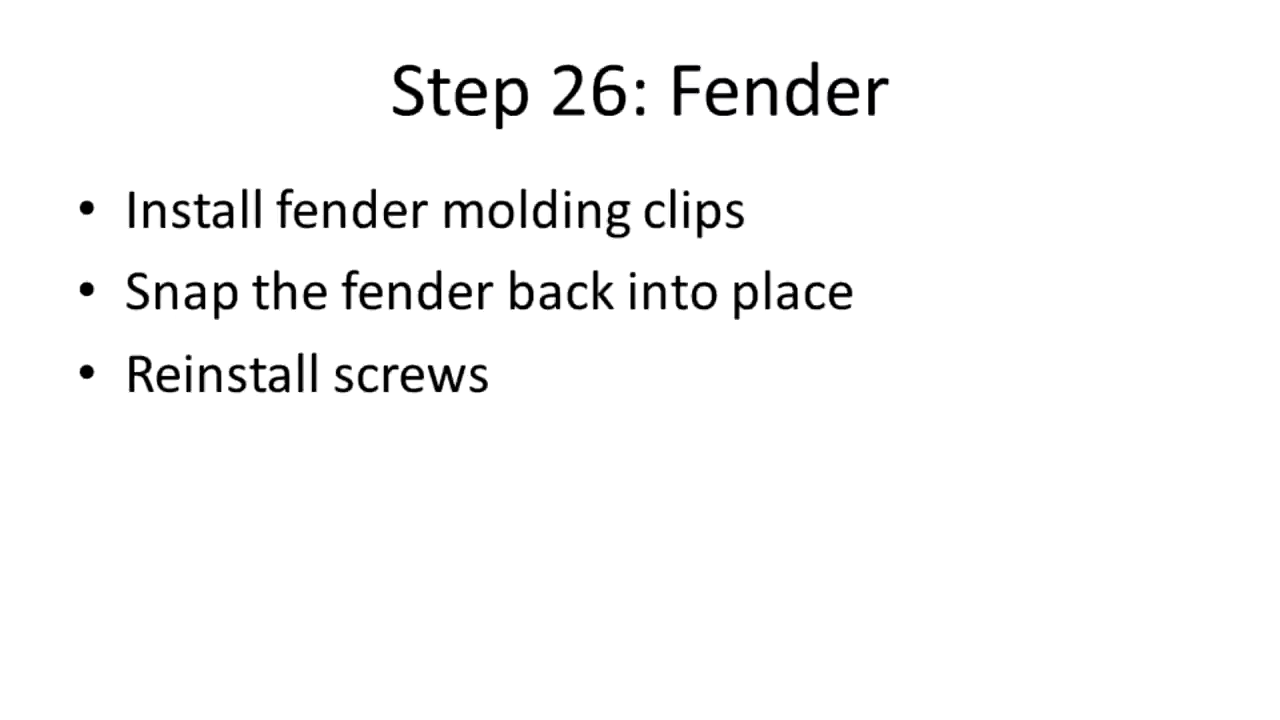 Step 26: Fender
• Install fender molding clips
• Snap the fender back into place
• Reinstall screws